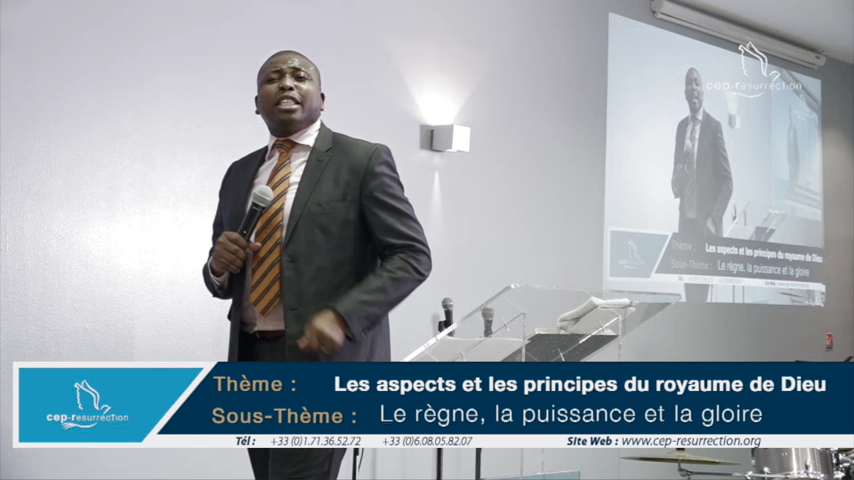 cep-resurrection
Thème :
Les aspects et les principes du royaume de Dieu
Sous-Thème :
Le règne, la puissance et la gloire
cep-resurrection
Thème : Les aspects et les principes du royaume de Dieu
Sous-Thème : Le règne, la puissance et la gloire
Tél : +33 (0)1.71.36.52.72 +33 (0)6.08.05.82.07 Site Web : www.cep-resurrection.org